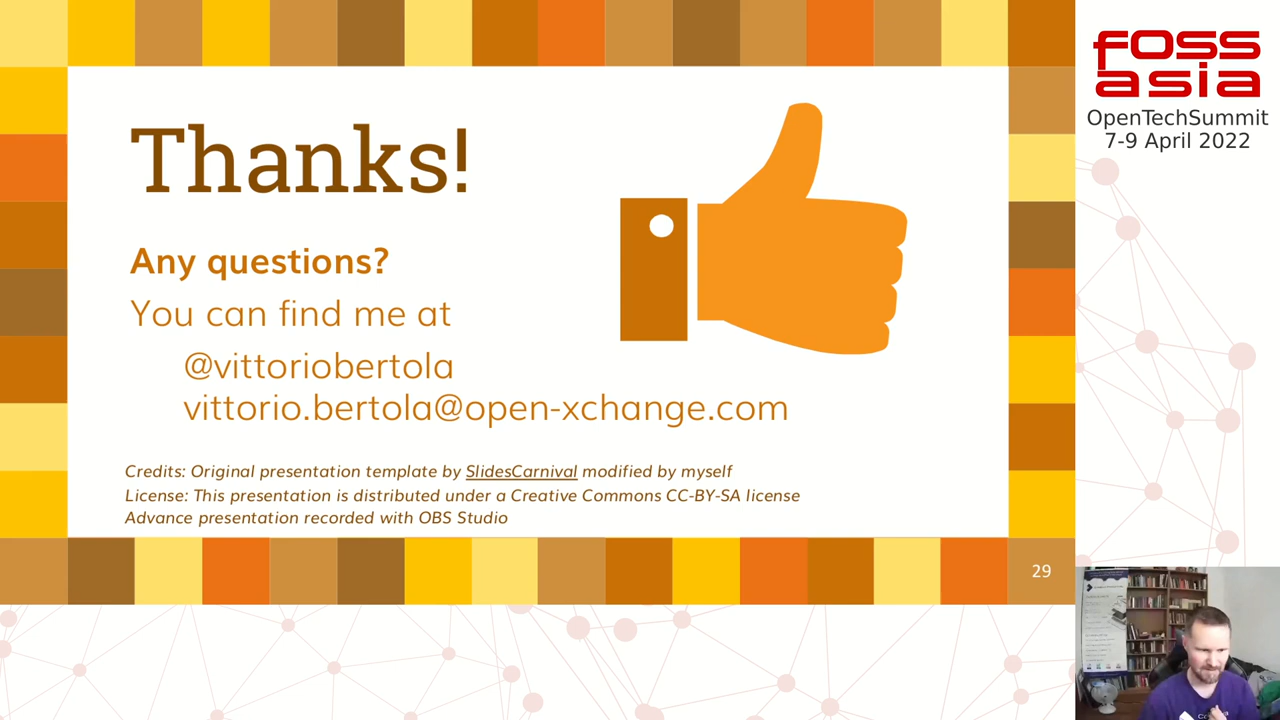 Thanks!
Any questions?
You can find me at
@vittoriobertola
vittorio.bertola@open-xchange.com
Credits: Original presentation template by SlidesCarnival modified by myself
License: This presentation is distributed under a Creative Commons CC-BY-SA license
Advance presentation recorded with OBS Studio
29
foss
asia
OpenTechSummit
7-9 April 2022